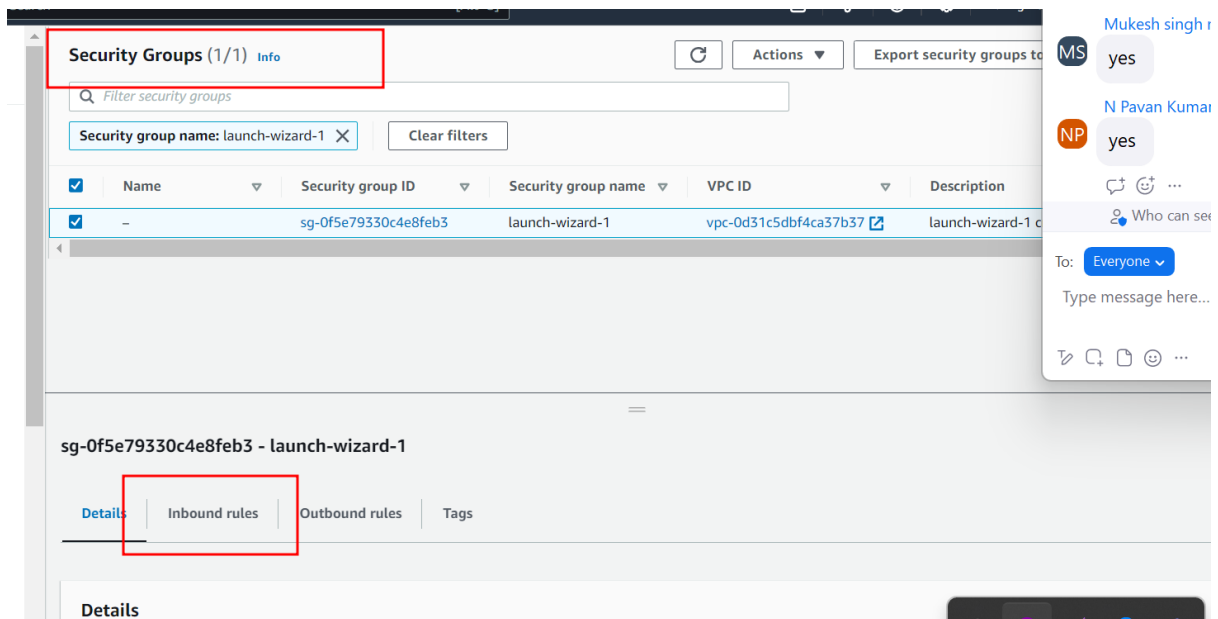 Security Groups (1/1) Info
Actions
Export security groups to
Filter security groups
Security group name: launch-wizard-1
Clear filters
Name
Security group ID
Security group name
VPC ID
Description
–
sg-0f5e79330c4e8feb3
launch-wizard-1
vpc-0d31c5dbf4ca37b37
launch-wizard-1 c
sg-0f5e79330c4e8feb3 - launch-wizard-1
Details
Inbound rules
Outbound rules
Tags
Details
Mukesh singh r
MS
yes
N Pavan Kumar
NP
yes
Who can see
To: Everyone
Type message here...